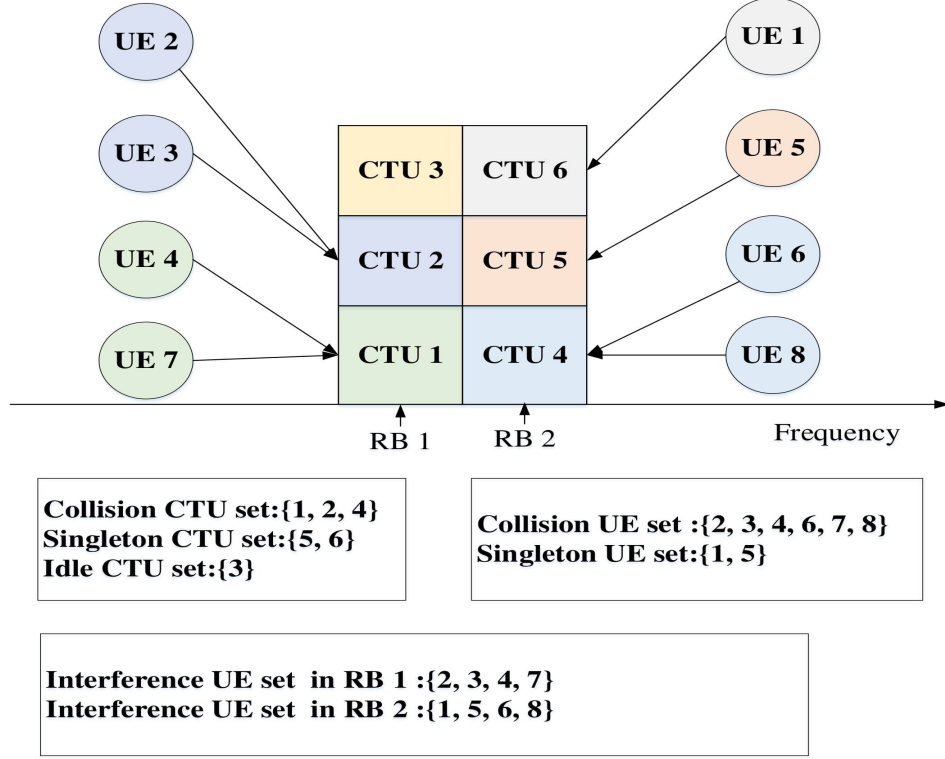 UE 2
UE 1
UE 3
UE 5
CTU 3
CTU 6
UE 4
CTU 2
CTU 5
UE 6
UE 7
CTU 1
CTU 4
UE 8
RB 1
RB 2
Frequency
Collision CTU set:{1, 2, 4}
Singleton CTU set:{5, 6}
Idle CTU set:{3}
Collision UE set :{2, 3, 4, 6, 7, 8}
Singleton UE set:{1, 5}
Interference UE set  in RB 1 :{2, 3, 4, 7}
Interference UE set  in RB 2 :{1, 5, 6, 8}